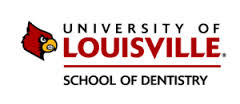 UNIVERSITY OF
LOUISVILLE®
SCHOOL OF DENTISTRY